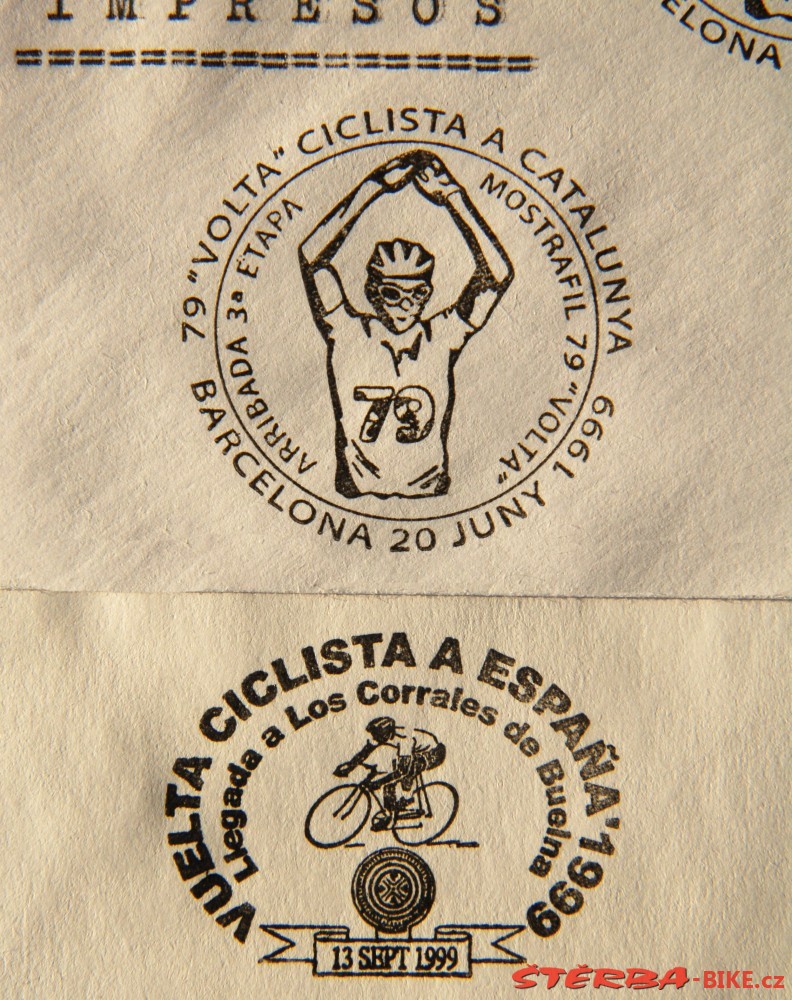 IMPRESOS
ELONA
79 "VOLTA" CICLISTA A CATALUNYA
ARRIBADA 3ª ETAPA
MOSTRAFIL 79 "VOLTA"
79
BARCELONA 20 JUNY 1999
VUELTA CICLISTA A ESPAÑA'1999
Llegada a Los Corrales de Buelna
13 SEPT 1999
ŠTĚRBA-BIKE.cz